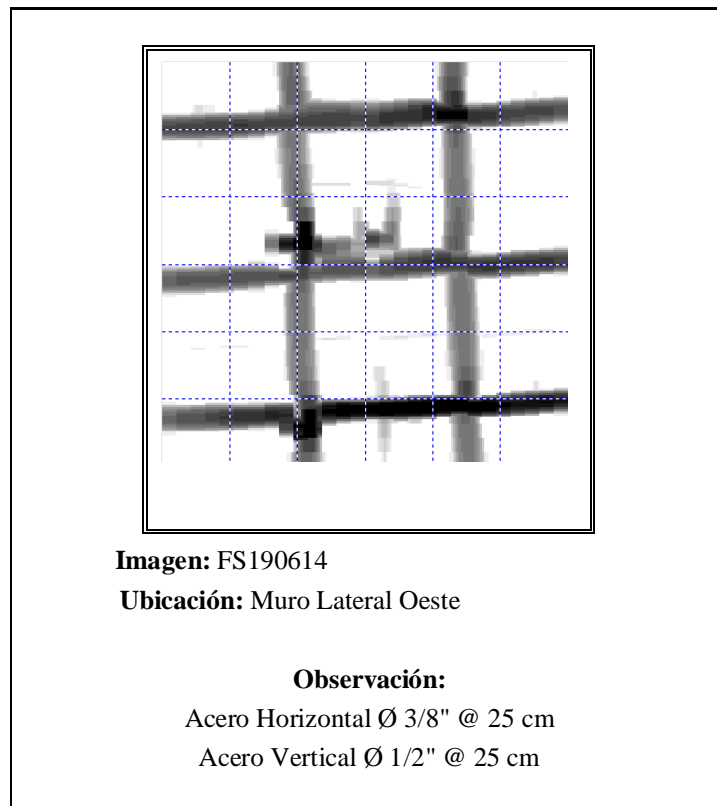 Imagen: FS190614
Ubicación: Muro Lateral Oeste
Observación:
Acero Horizontal Ø 3/8" @ 25 cm
Acero Vertical Ø 1/2" @ 25 cm